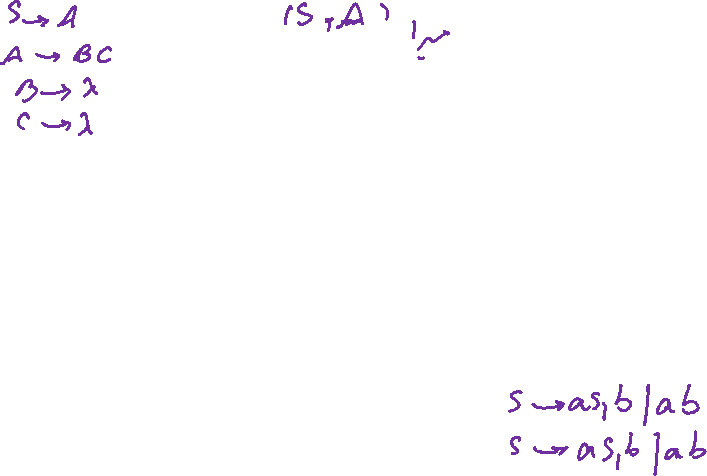 S → A
(S, A)
A → BC
B → λ
C → λ
S → aS₁b | ab
S → aS₁b | ab